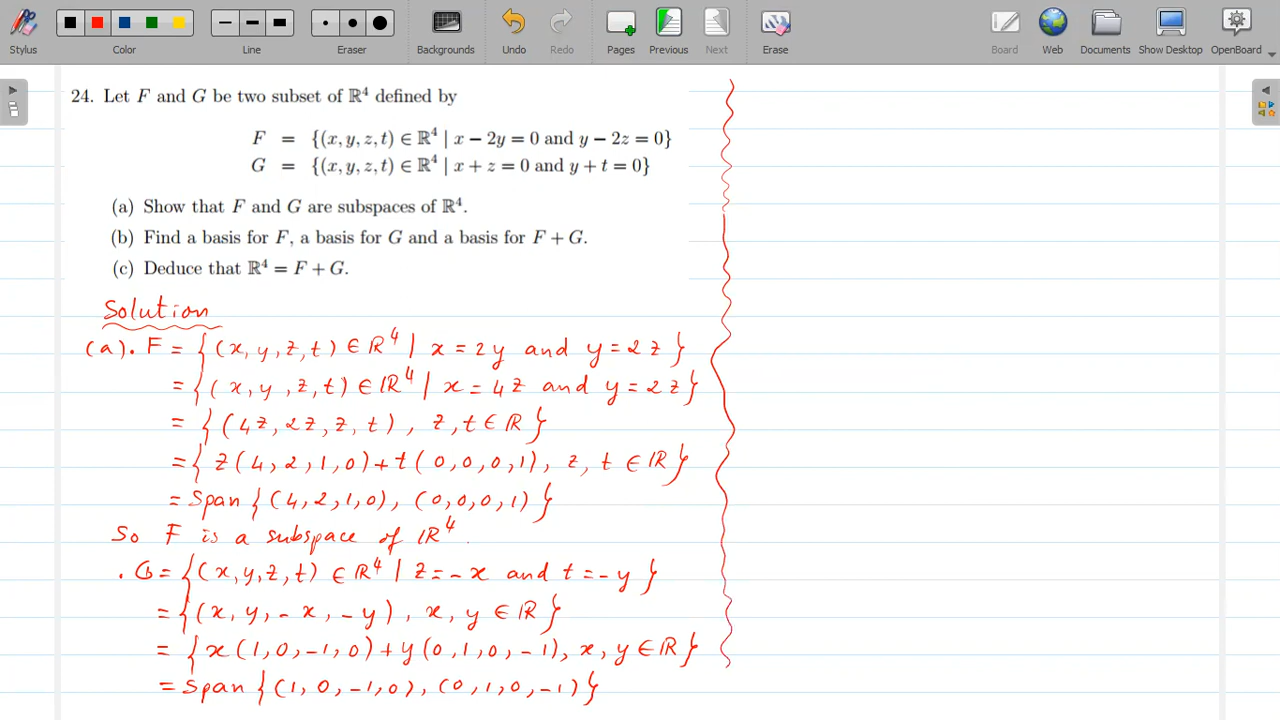 Stylus Color Line Eraser Backgrounds Undo Redo Pages Previous Next Erase Board Web Documents Show Desktop OpenBoard
24. Let F and G be two subset of ℝ⁴ defined by
F = {(x, y, z, t) ∈ ℝ⁴ | x − 2y = 0 and y − 2z = 0}
G = {(x, y, z, t) ∈ ℝ⁴ | x + z = 0 and y + t = 0}
(a) Show that F and G are subspaces of ℝ⁴.
(b) Find a basis for F, a basis for G and a basis for F + G.
(c) Deduce that ℝ⁴ = F + G.
Solution
(a). F = {(x, y, z, t) ∈ ℝ⁴ | x = 2y and y = 2z}
= {(x, y, z, t) ∈ ℝ⁴ | x = 4z and y = 2z}
= {(4z, 2z, z, t), z, t ∈ ℝ}
= {z(4, 2, 1, 0) + t(0, 0, 0, 1), z, t ∈ ℝ}
= Span {(4, 2, 1, 0), (0, 0, 0, 1)}
So F is a subspace of ℝ⁴.
. G = {(x, y, z, t) ∈ ℝ⁴ | z = −x and t = −y}
= {(x, y, −x, −y), x, y ∈ ℝ}
= {x(1, 0, −1, 0) + y(0, 1, 0, −1), x, y ∈ ℝ}
= Span {(1, 0, −1, 0), (0, 1, 0, −1)}